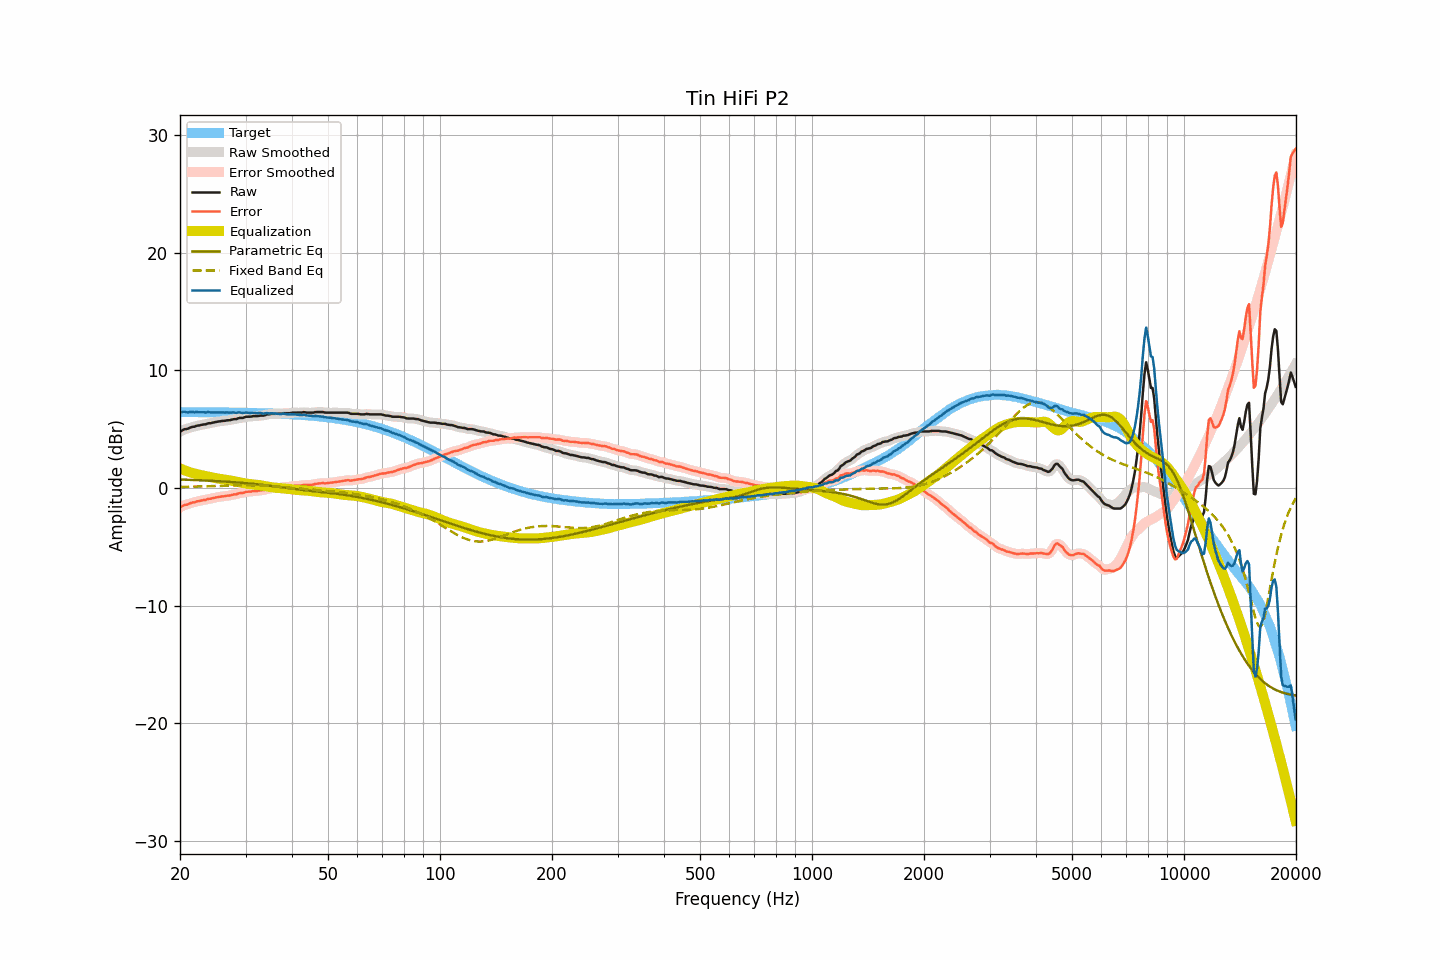 Tin HiFi P2
Target
Raw Smoothed
Error Smoothed
Raw
Error
Equalization
Parametric Eq
Fixed Band Eq
Equalized
30
20
10
0
−10
−20
−30
Amplitude (dBr)
20 50 100 200 500 1000 2000 5000 10000 20000
Frequency (Hz)